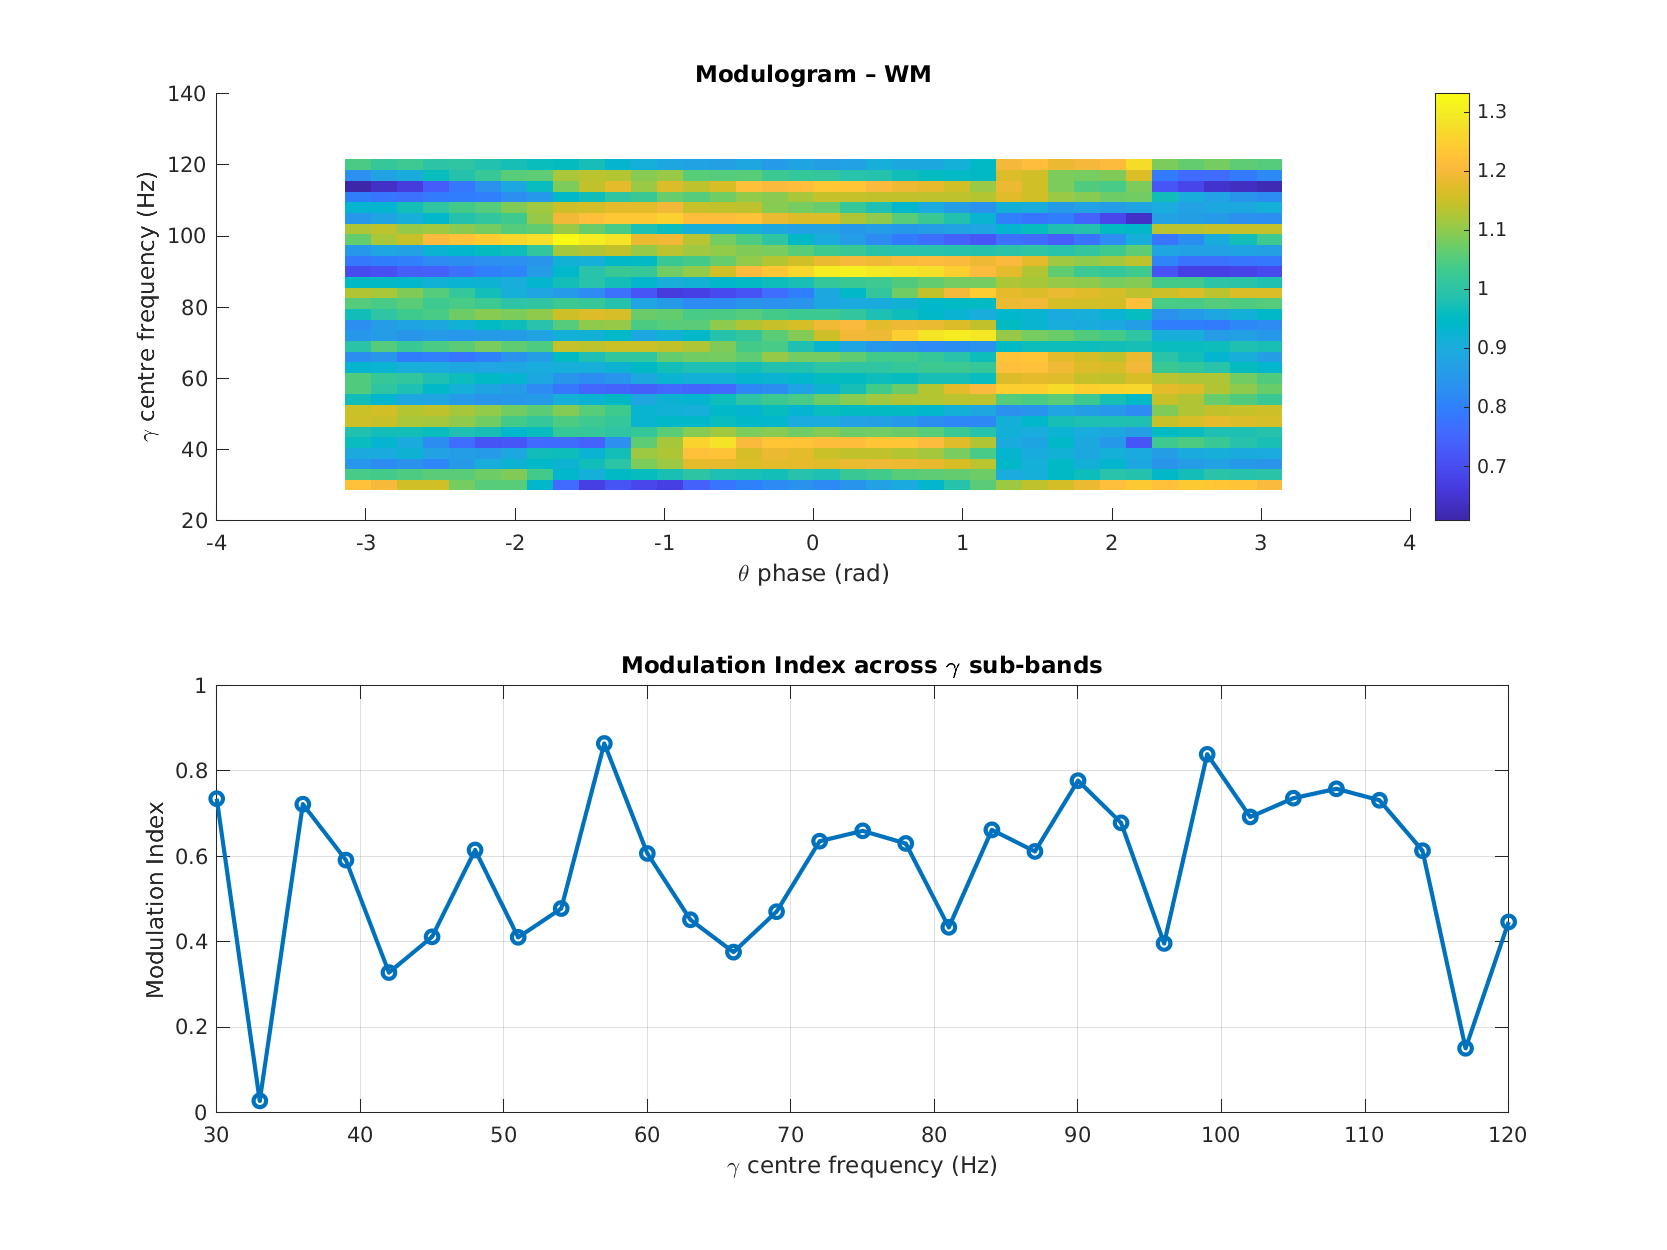 Modulogram – WM
140
120
100
80
60
40
20
γ centre frequency (Hz)
-4 -3 -2 -1 0 1 2 3 4
θ phase (rad)
1.3
1.2
1.1
1
0.9
0.8
0.7
Modulation Index across γ sub-bands
1
0.8
0.6
0.4
0.2
0
Modulation Index
30 40 50 60 70 80 90 100 110 120
γ centre frequency (Hz)